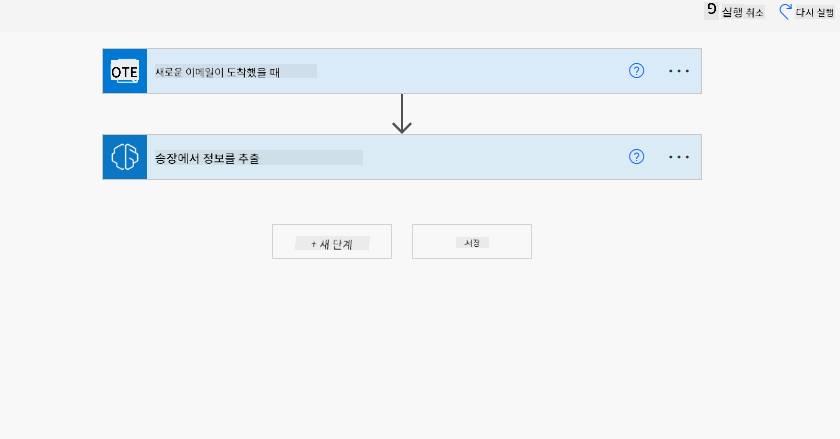 실행 취소
다시 실행
OTE
새로운 이메일이 도착했을 때
송장에서 정보를 추출
+ 새 단계
저장